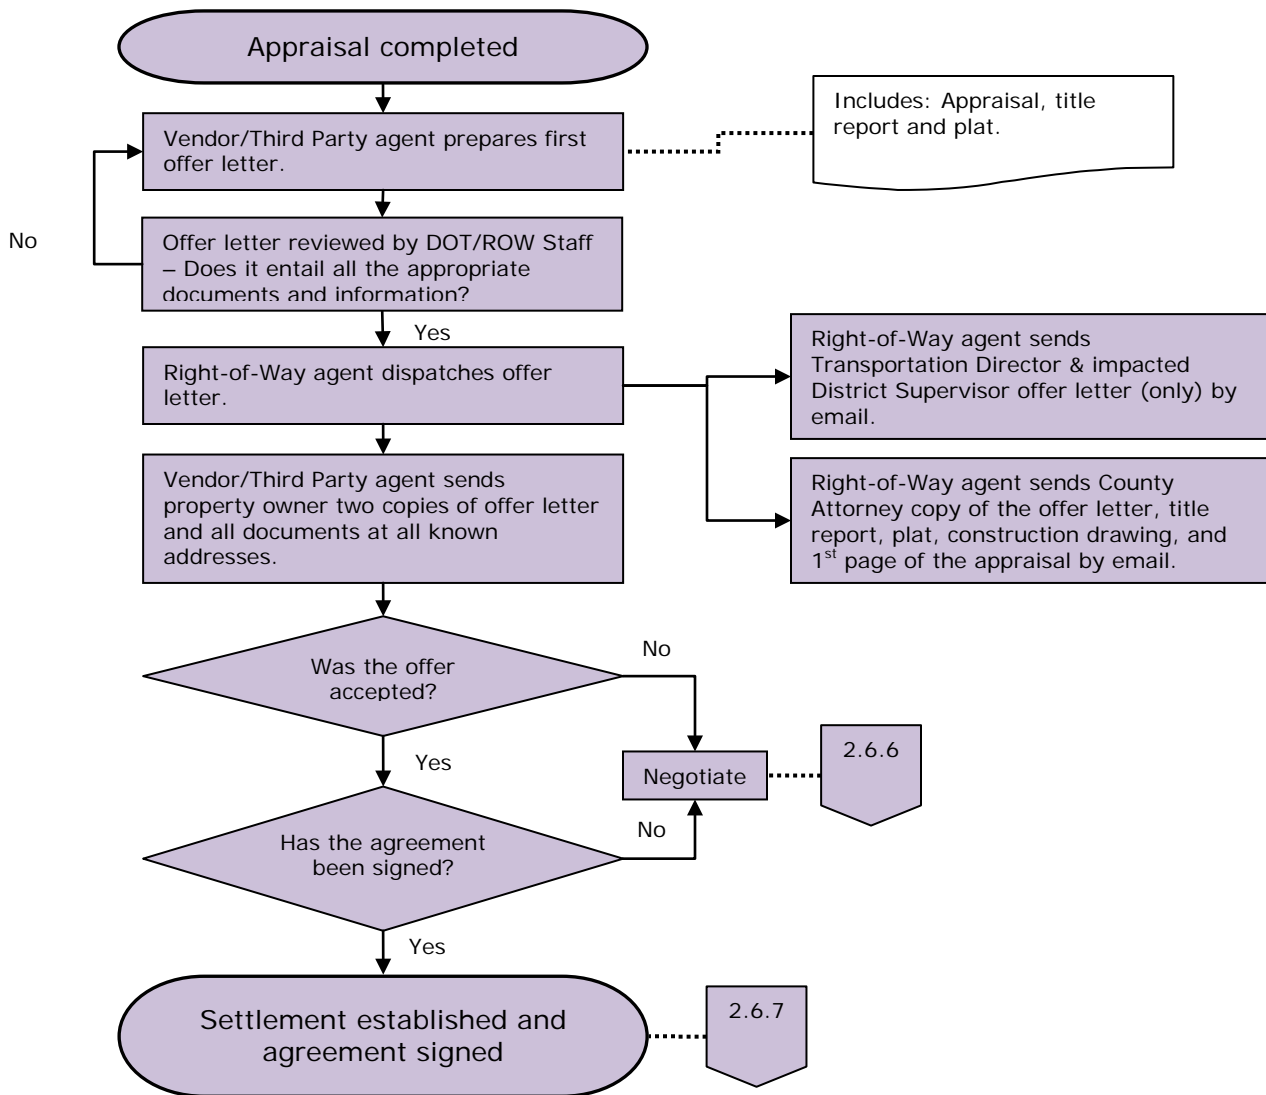 Appraisal completed
Includes: Appraisal, title
report and plat.
Vendor/Third Party agent prepares first
offer letter.
No
Offer letter reviewed by DOT/ROW Staff
– Does it entail all the appropriate
documents and information?
Yes
Right-of-Way agent dispatches offer
letter.
Right-of-Way agent sends
Transportation Director & impacted
District Supervisor offer letter (only) by
email.
Vendor/Third Party agent sends
property owner two copies of offer letter
and all documents at all known
addresses.
Right-of-Way agent sends County
Attorney copy of the offer letter, title
report, plat, construction drawing, and
1st page of the appraisal by email.
Was the offer
accepted?
No
Yes
Negotiate
2.6.6
Has the agreement
been signed?
No
Yes
Settlement established and
agreement signed
2.6.7